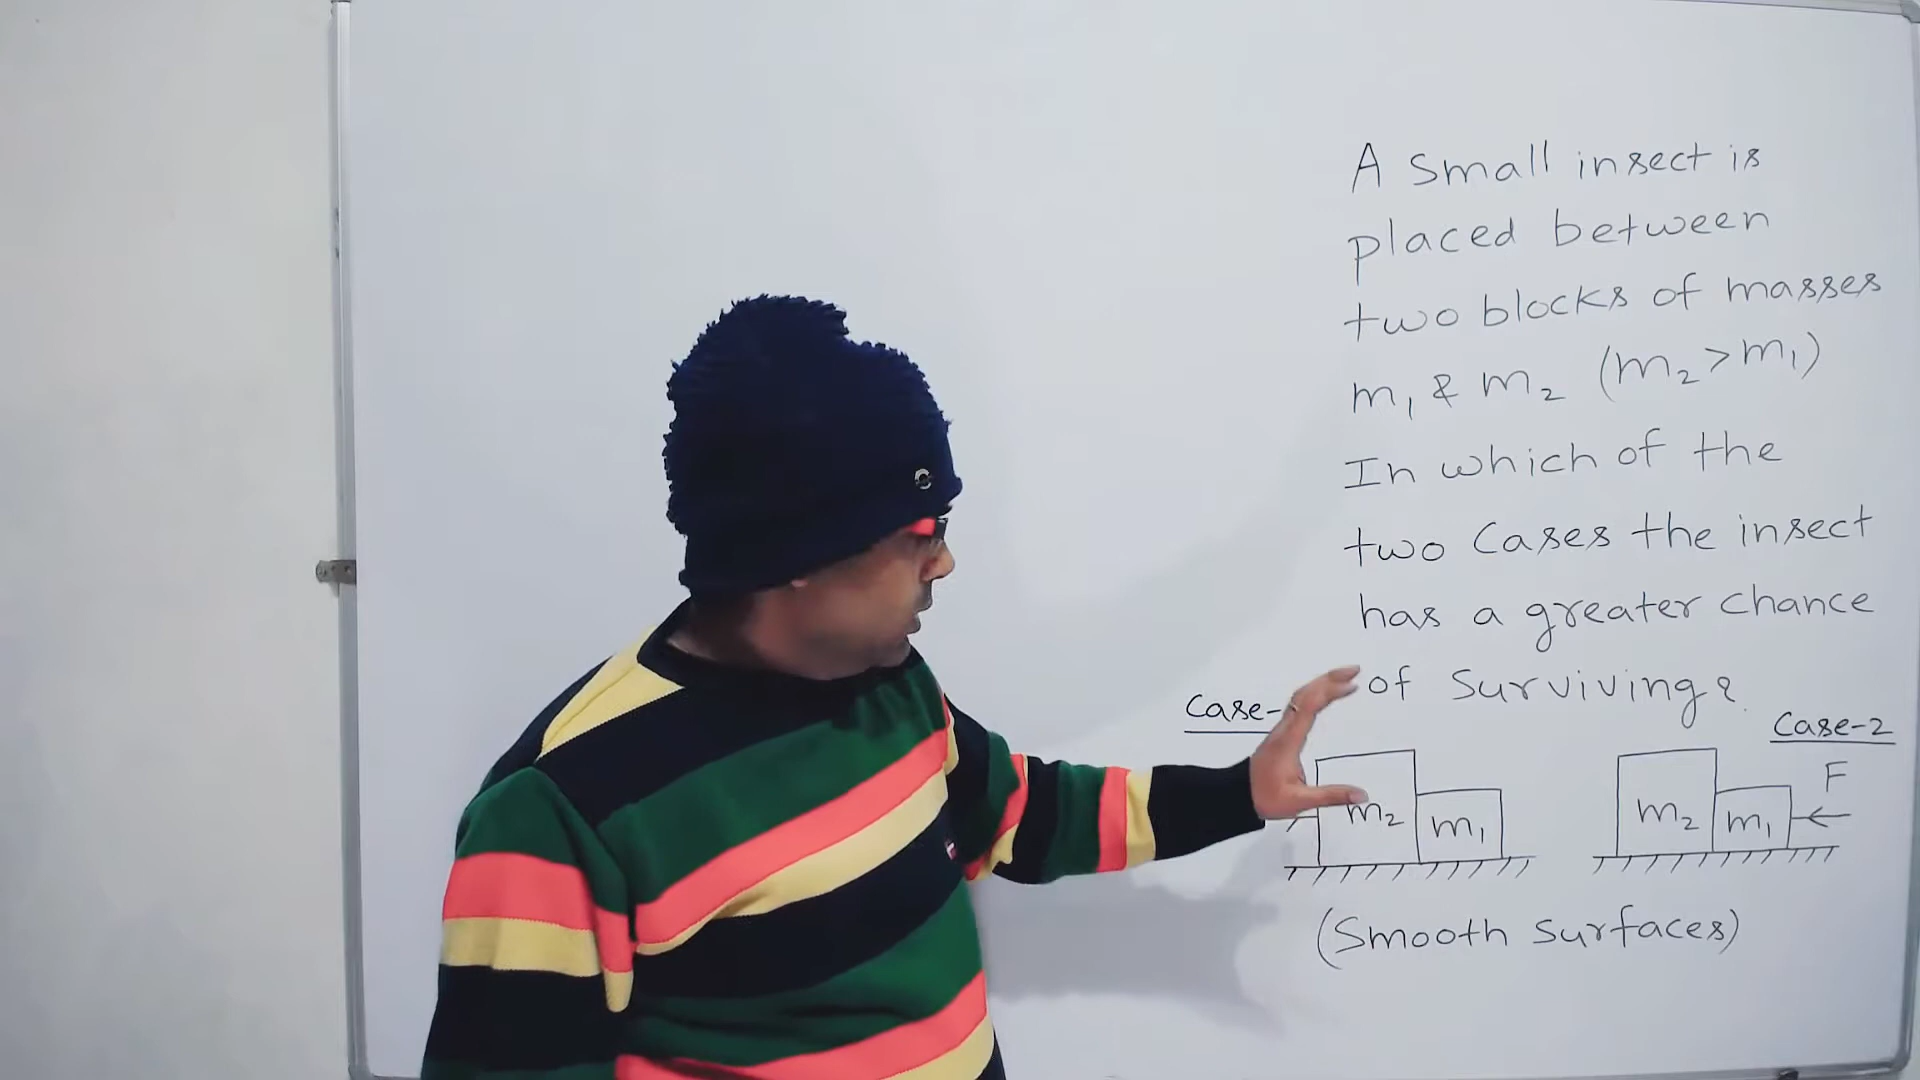 A small insect is
placed between
two blocks of masses
m₁ & m₂ (m₂>m₁)
In which of the
two Cases the insect
has a greater chance
of surviving?
Case-
Case-2
m₂ m₁
m₂ m₁ F
(Smooth surfaces)